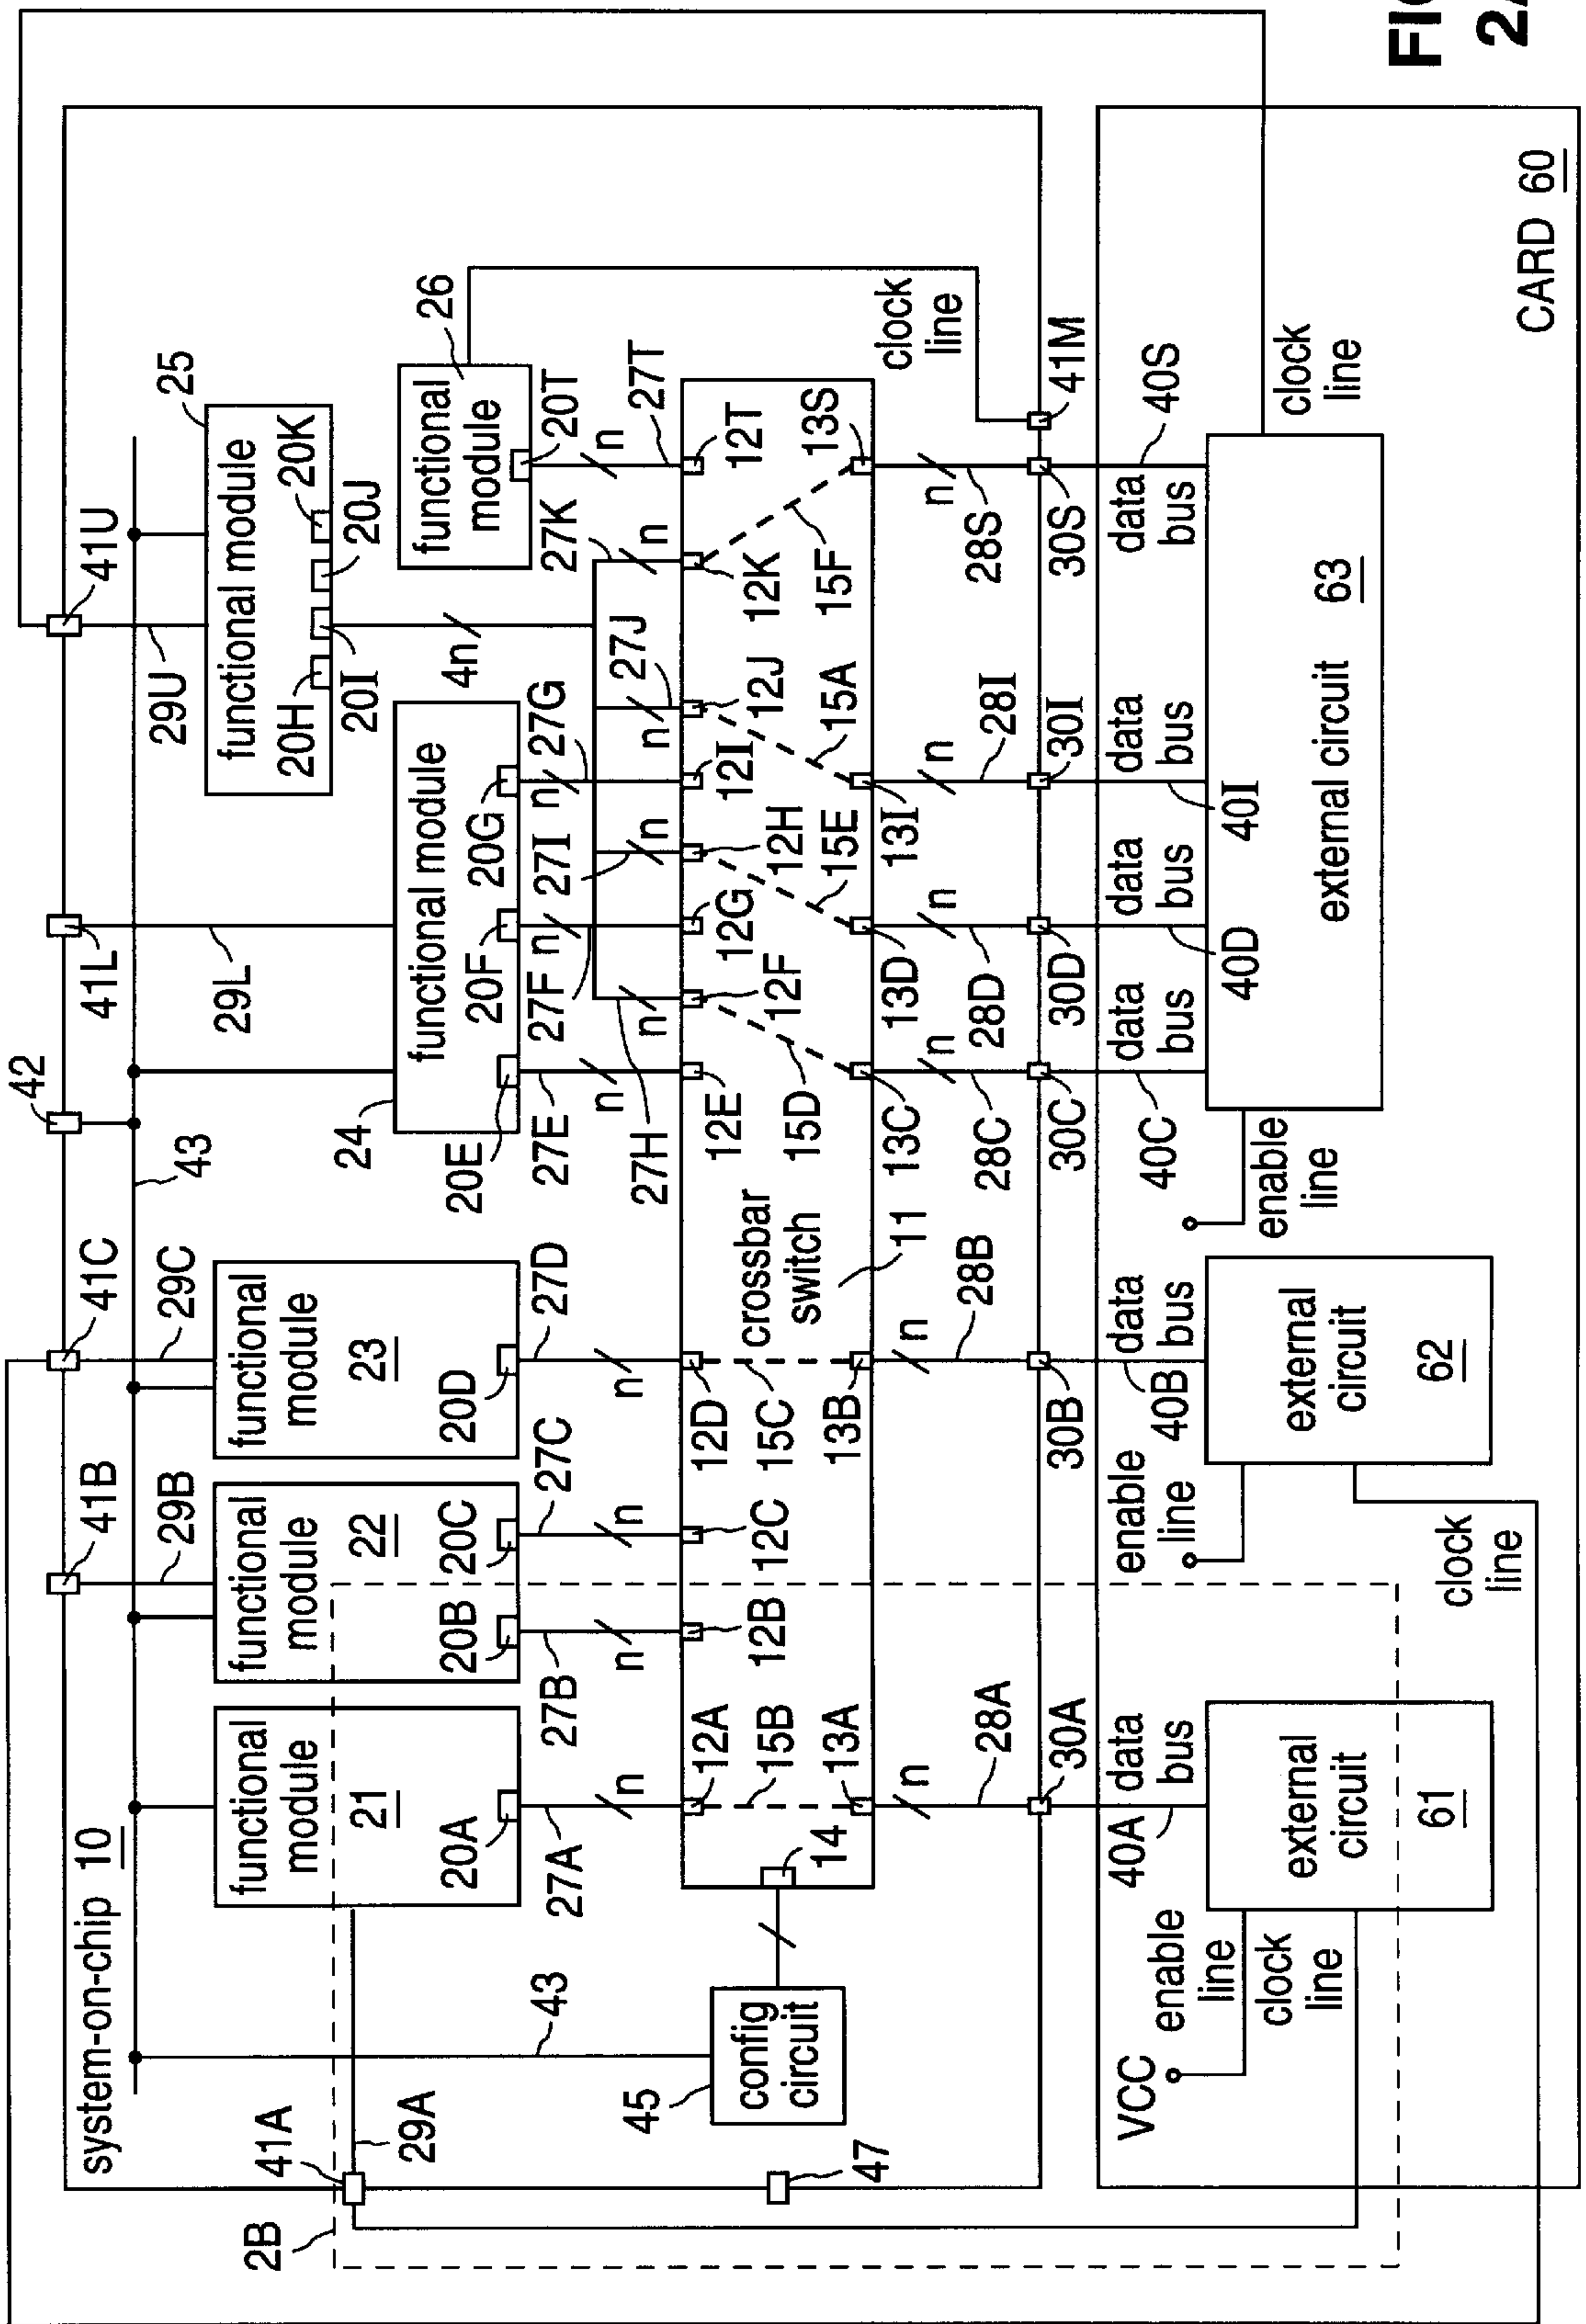 FIG
2A
system-on-chip 10
41A
29A
2B
47
43
45
config
circuit
14
41B
29B
41C
29C
43
42
41L
29L
41U
29U
functional
module
21
20A
functional
module
22
20B
20C
functional
module
23
20D
24
functional module
20E
20F
20G
25
functional module
20H
20I
20J
20K
26
functional
module
20T
27A
n
27B
n
27C
n
27D
n
27E
n
27H
n
27F
n
27I
n
27G
n
4n
27J
n
27K
n
27T
n
clock
line
12A
12B
12C
12D
12E
12F
12G
12H
12I
12J
12K
12T
15B
15C
crossbar
switch
11
15D
15E
15A
15F
13A
13B
13C
13D
13I
13S
n
28A
n
28B
n
28C
n
28D
n
28I
n
28S
30A
30B
30C
30D
30I
30S
41M
40A
data
bus
40B
data
bus
40C
data
bus
40D
data
bus
40I
data
bus
40S
VCC
enable
line
clock
line
external
circuit
61
enable
line
clock
line
external
circuit
62
enable
line
external circuit 63
clock
line
CARD 60